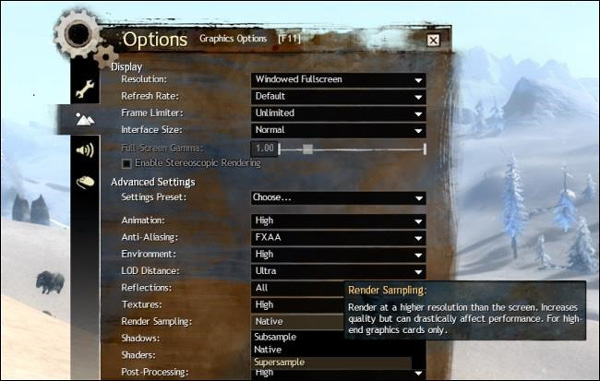 Options Graphics Options [F11]
Display
Resolution: Windowed Fullscreen
Refresh Rate: Default
Frame Limiter: Unlimited
Interface Size: Normal
Full-Screen Gamma: 1.00
Enable Stereoscopic Rendering
Advanced Settings
Settings Preset: Choose...
Animation: High
Anti-Aliasing: FXAA
Environment: High
LOD Distance: Ultra
Reflections: All
Textures: High
Render Sampling: Native
Shadows: Subsample
Native
Shaders: Supersample
Post-Processing: High
Render Sampling:
Render at a higher resolution than the screen. Increases
quality but can drastically affect performance. For high-
end graphics cards only.